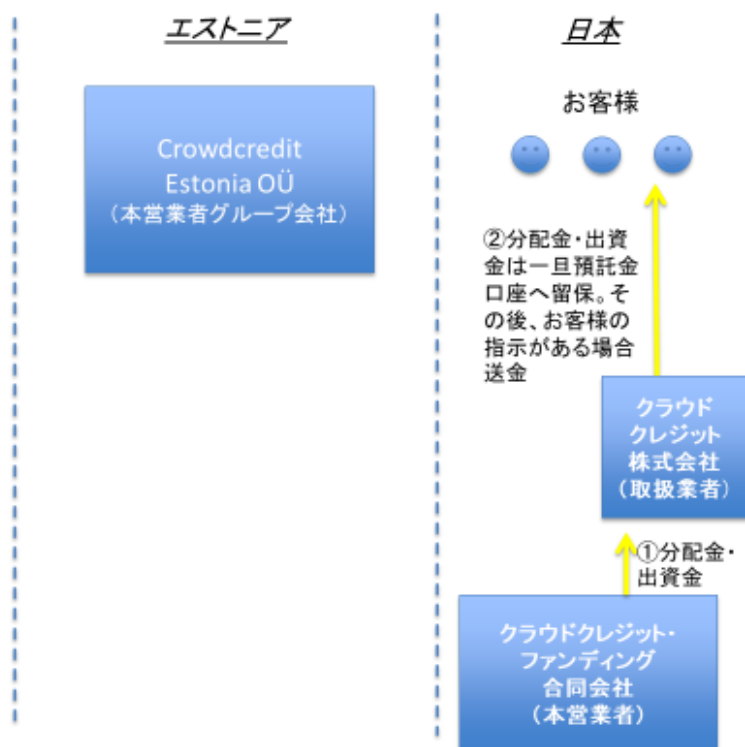 エストニア
Crowdcredit
Estonia OÜ
（本営業者グループ会社）
日本
お客様
②分配金・出資
金は一旦預託金
口座へ留保。そ
の後、お客様の
指示がある場合
送金
クラウド
クレジット
株式会社
（取扱業者）
①分配金・
出資金
クラウドクレジット・
ファンディング
合同会社
（本営業者）